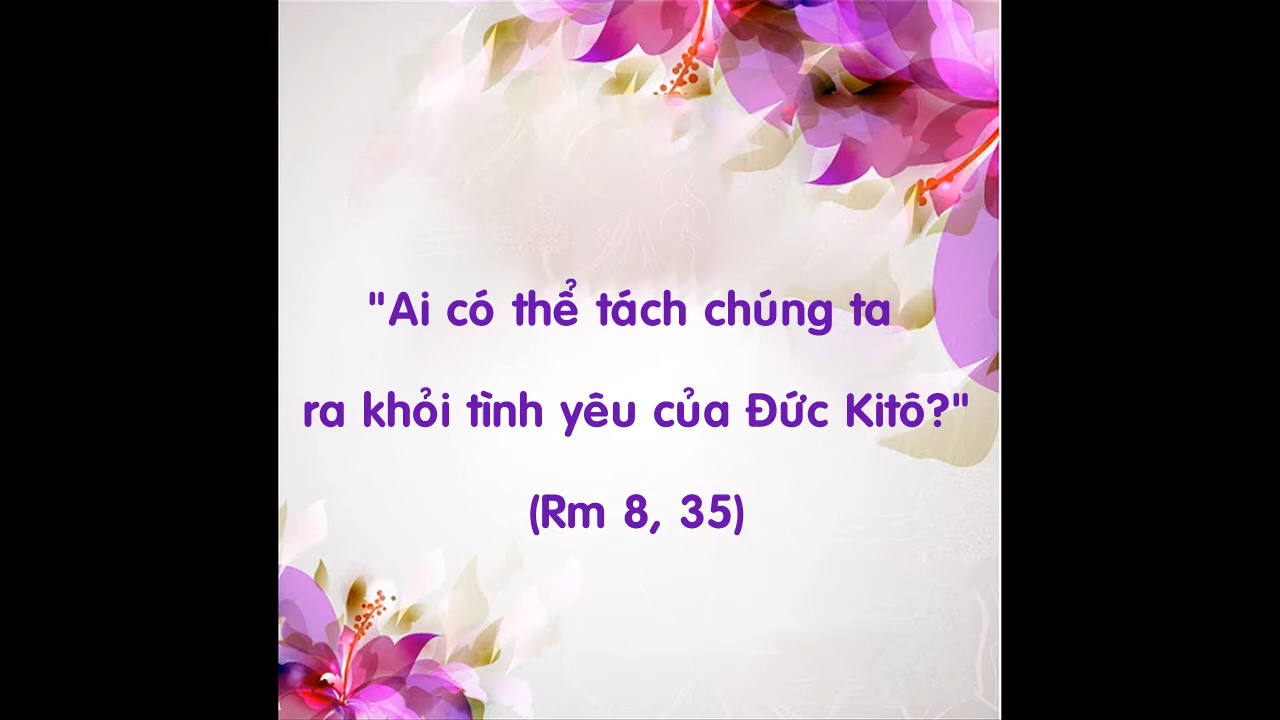 "Ai có thể tách chúng ta
ra khỏi tình yêu của Đức Kitô?"
(Rm 8, 35)